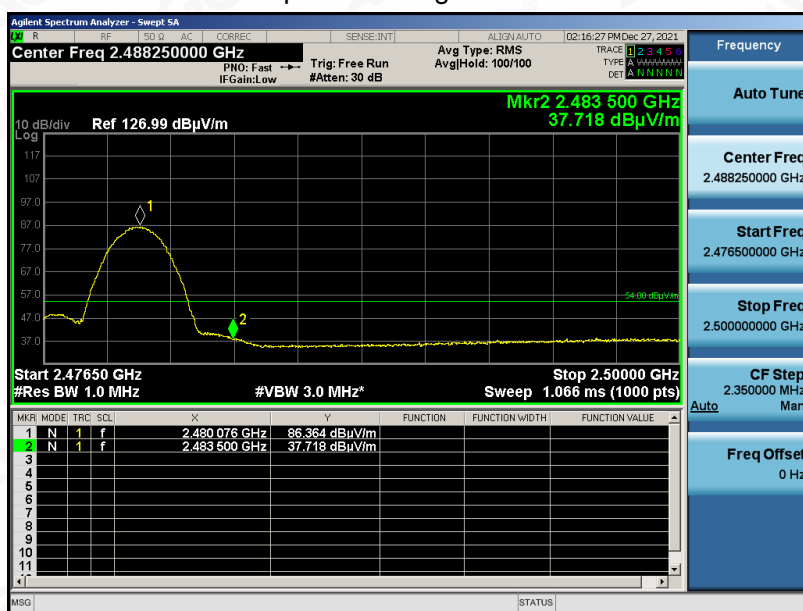 Agilent Spectrum Analyzer - Swept SA
LXI R RF 50 Ω AC CORREC SENSE:INT ALIGN AUTO 02:16:27 PM Dec 27, 2021
Center Freq 2.488250000 GHz
PNO: Fast
IFGain:Low
Trig: Free Run
#Atten: 30 dB
Avg Type: RMS
Avg|Hold: 100/100
TRACE 1 2 3 4 5 6
TYPE A WWWWW
DET A N N N N N
Mkr2 2.483 500 GHz
37.718 dBµV/m
10 dB/div Ref 126.99 dBµV/m
Log
117
107
97.0
87.0
77.0
67.0
57.0
47.0
37.0
1
2
54.00 dBµV/m
Start 2.47650 GHz Stop 2.50000 GHz
#Res BW 1.0 MHz #VBW 3.0 MHz* Sweep 1.066 ms (1000 pts)
MKR MODE TRC SCL X Y FUNCTION FUNCTION WIDTH FUNCTION VALUE
1 N 1 f 2.480 076 GHz 86.364 dBuV/m
2 N 1 f 2.483 500 GHz 37.718 dBuV/m
3
4
5
6
7
8
9
10
11
MSG STATUS
Frequency
Auto Tune
Center Freq
2.488250000 GHz
Start Freq
2.476500000 GHz
Stop Freq
2.500000000 GHz
CF Step
2.350000 MHz
Auto Man
Freq Offset
0 Hz